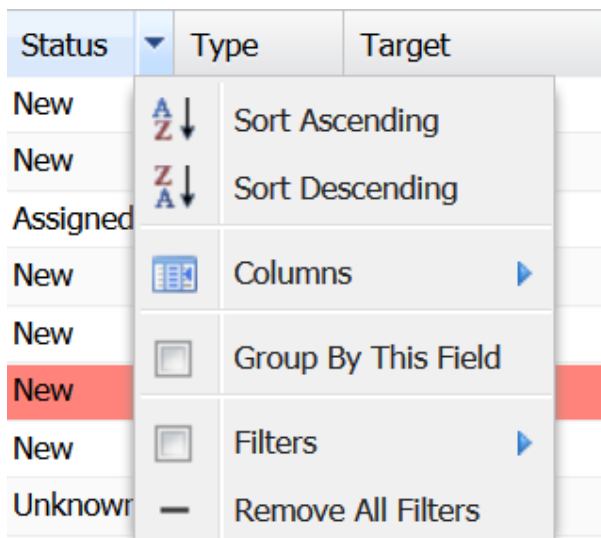 Status Type Target
New
Sort Ascending
New
Sort Descending
Assigned
New
Columns
New
Group By This Field
New
New
Filters
Unknown
Remove All Filters